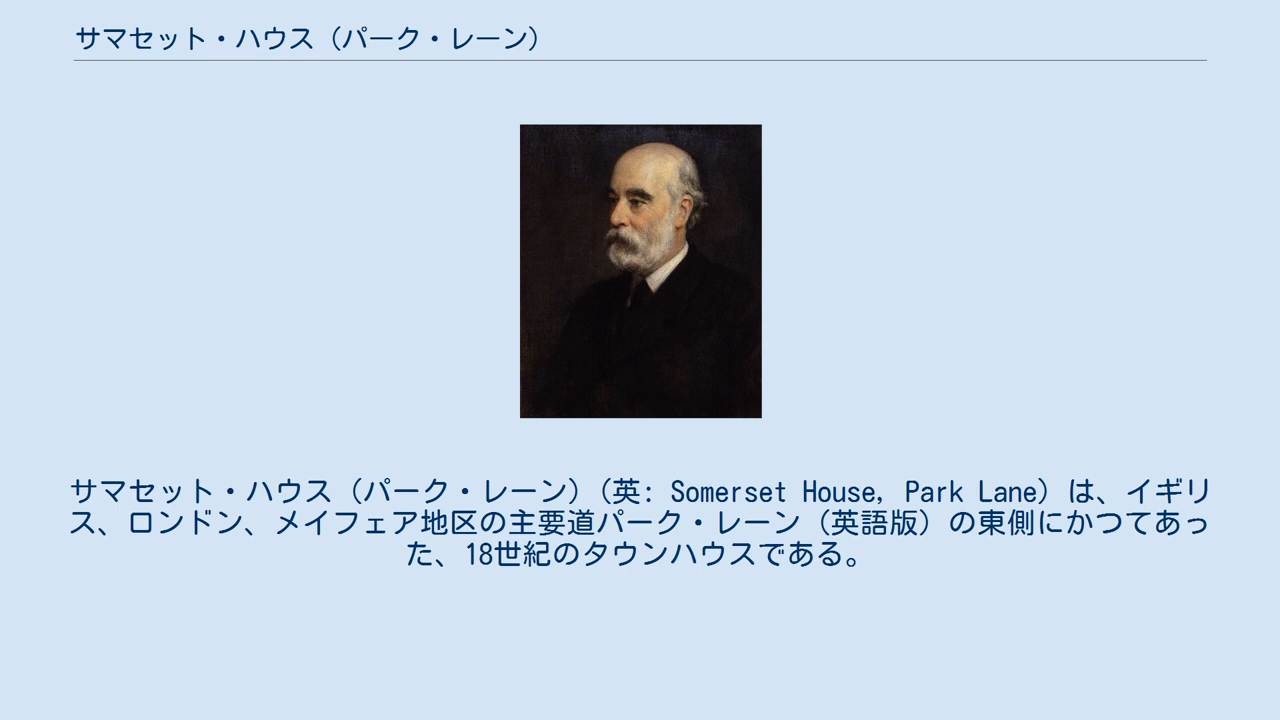 サマセット・ハウス（パーク・レーン）
サマセット・ハウス（パーク・レーン）（英: Somerset House, Park Lane）は、イギリ
ス、ロンドン、メイフェア地区の主要道パーク・レーン（英語版）の東側にかつてあっ
た、18世紀のタウンハウスである。